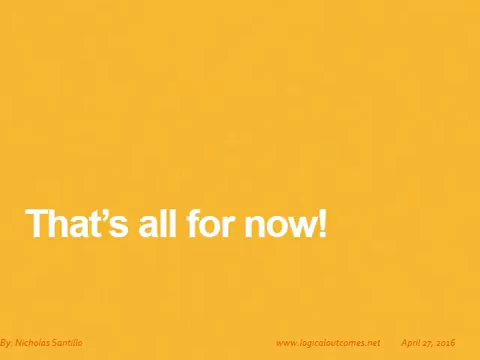 That's all for now!
By: Nicholas Santillo www.logicaloutcomes.net April 27, 2016